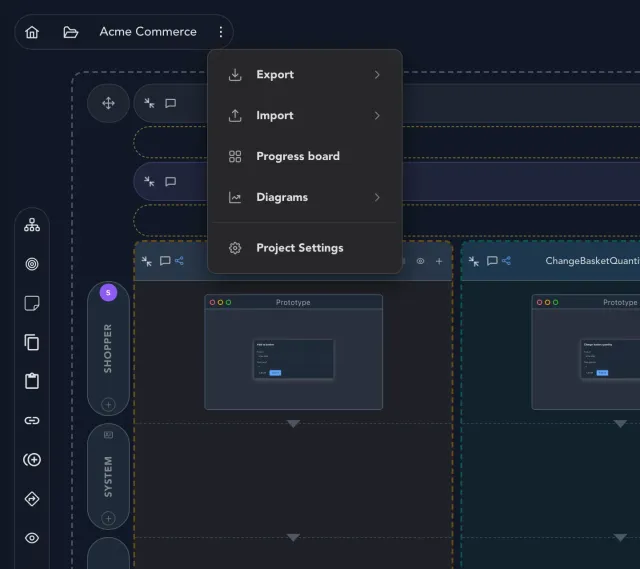 Acme Commerce
Export
Import
Progress board
Diagrams
Project Settings
ChangeBasketQuanti
S
SHOPPER
Prototype
Prototype
SYSTEM